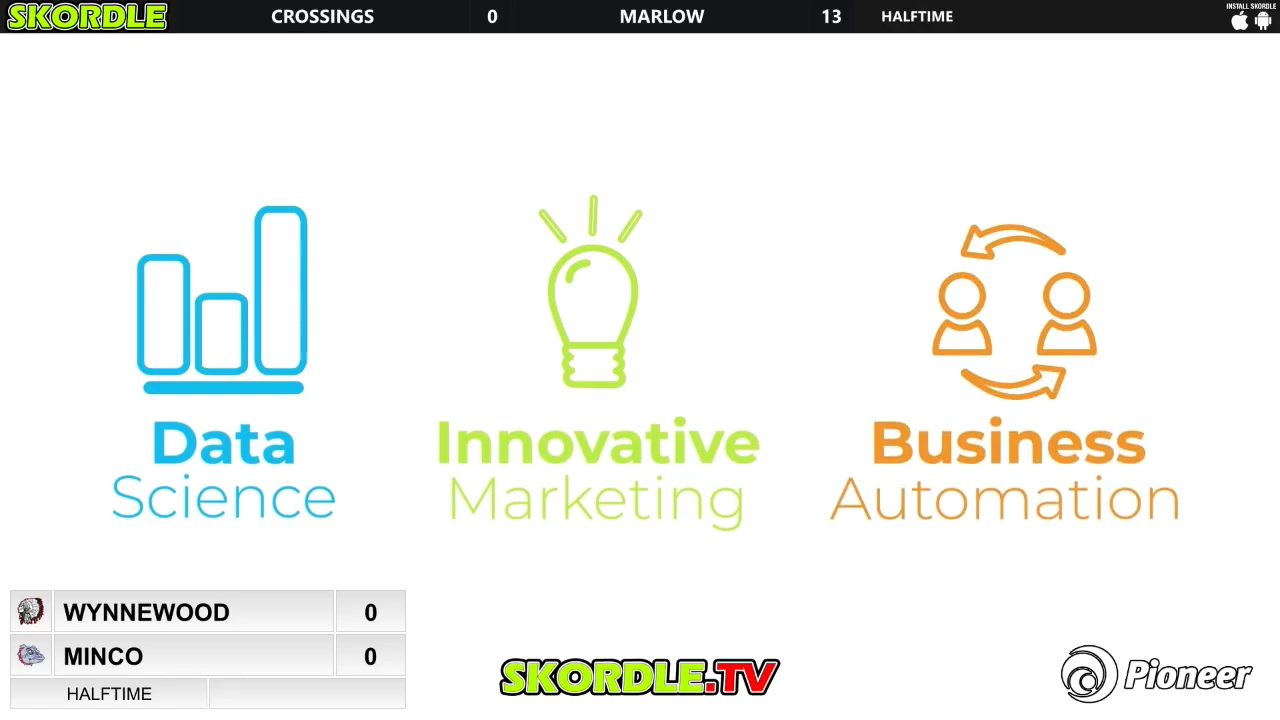 SKORDLE CROSSINGS 0 MARLOW 13 HALFTIME INSTALL SKORDLE
Data
Science
Innovative
Marketing
Business
Automation
WYNNEWOOD 0
MINCO 0
HALFTIME
SKORDLE.TV
Pioneer